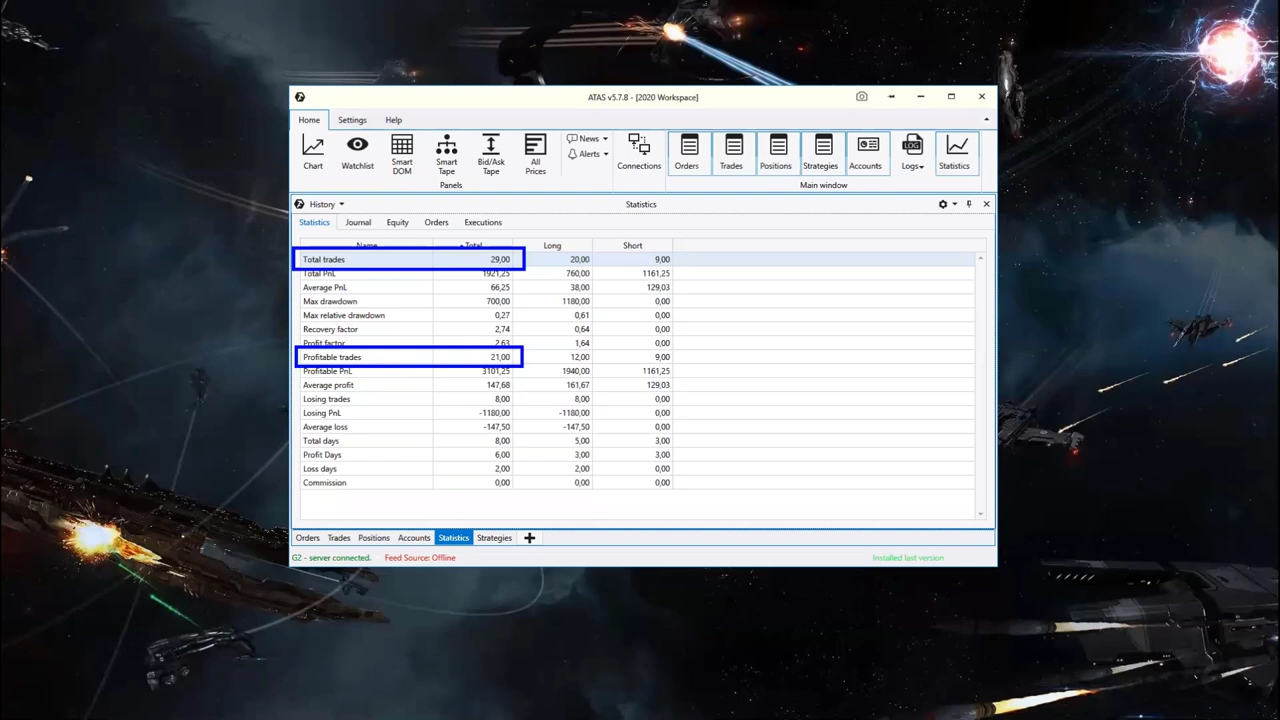 ATAS v5.7.8 - [2020 Workspace]
Home Settings Help
Chart Watchlist Smart DOM Smart Tape Bid/Ask Tape All Prices News Alerts Connections Orders Trades Positions Strategies Accounts LOG Logs Statistics
Panels Main window
History Statistics
Statistics Journal Equity Orders Executions
Name Total Long Short
Total trades 29,00 20,00 9,00
Total PnL 1921,25 760,00 1161,25
Average PnL 66,25 38,00 129,03
Max drawdown 700,00 1180,00 0,00
Max relative drawdown 0,27 0,61 0,00
Recovery factor 2,74 0,64 0,00
Profit factor 2,63 1,64 0,00
Profitable trades 21,00 12,00 9,00
Profitable PnL 3101,25 1940,00 1161,25
Average profit 147,68 161,67 129,03
Losing trades 8,00 8,00 0,00
Losing PnL -1180,00 -1180,00 0,00
Average loss -147,50 -147,50 0,00
Total days 8,00 5,00 3,00
Profit Days 6,00 3,00 3,00
Loss days 2,00 2,00 0,00
Commission 0,00 0,00 0,00
Orders Trades Positions Accounts Statistics Strategies
G2 - server connected. Feed Source: Offline Installed last version